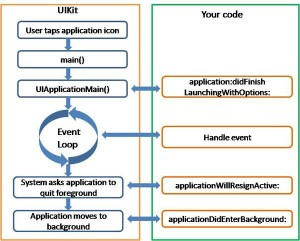 UIKit
Your code
User taps application icon
main()
UIApplicationMain()
application:didFinish
LaunchingWithOptions:
Event
Loop
Handle event
System asks application to
quit foreground
applicationWillResignActive:
Application moves to
background
applicationDidEnterBackground: